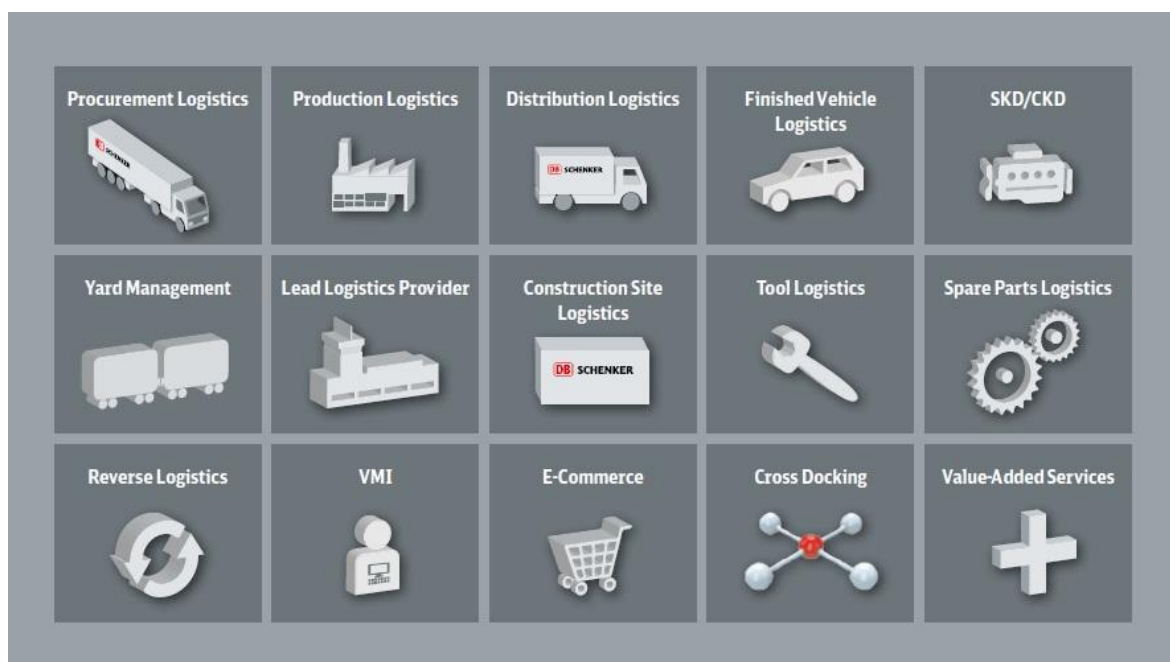 Procurement Logistics
SCHENKER
Production Logistics
Distribution Logistics
DB SCHENKER
Finished Vehicle
Logistics
SKD/CKD
Yard Management
Lead Logistics Provider
Construction Site
Logistics
DB SCHENKER
Tool Logistics
Spare Parts Logistics
Reverse Logistics
VMI
E-Commerce
Cross Docking
Value-Added Services